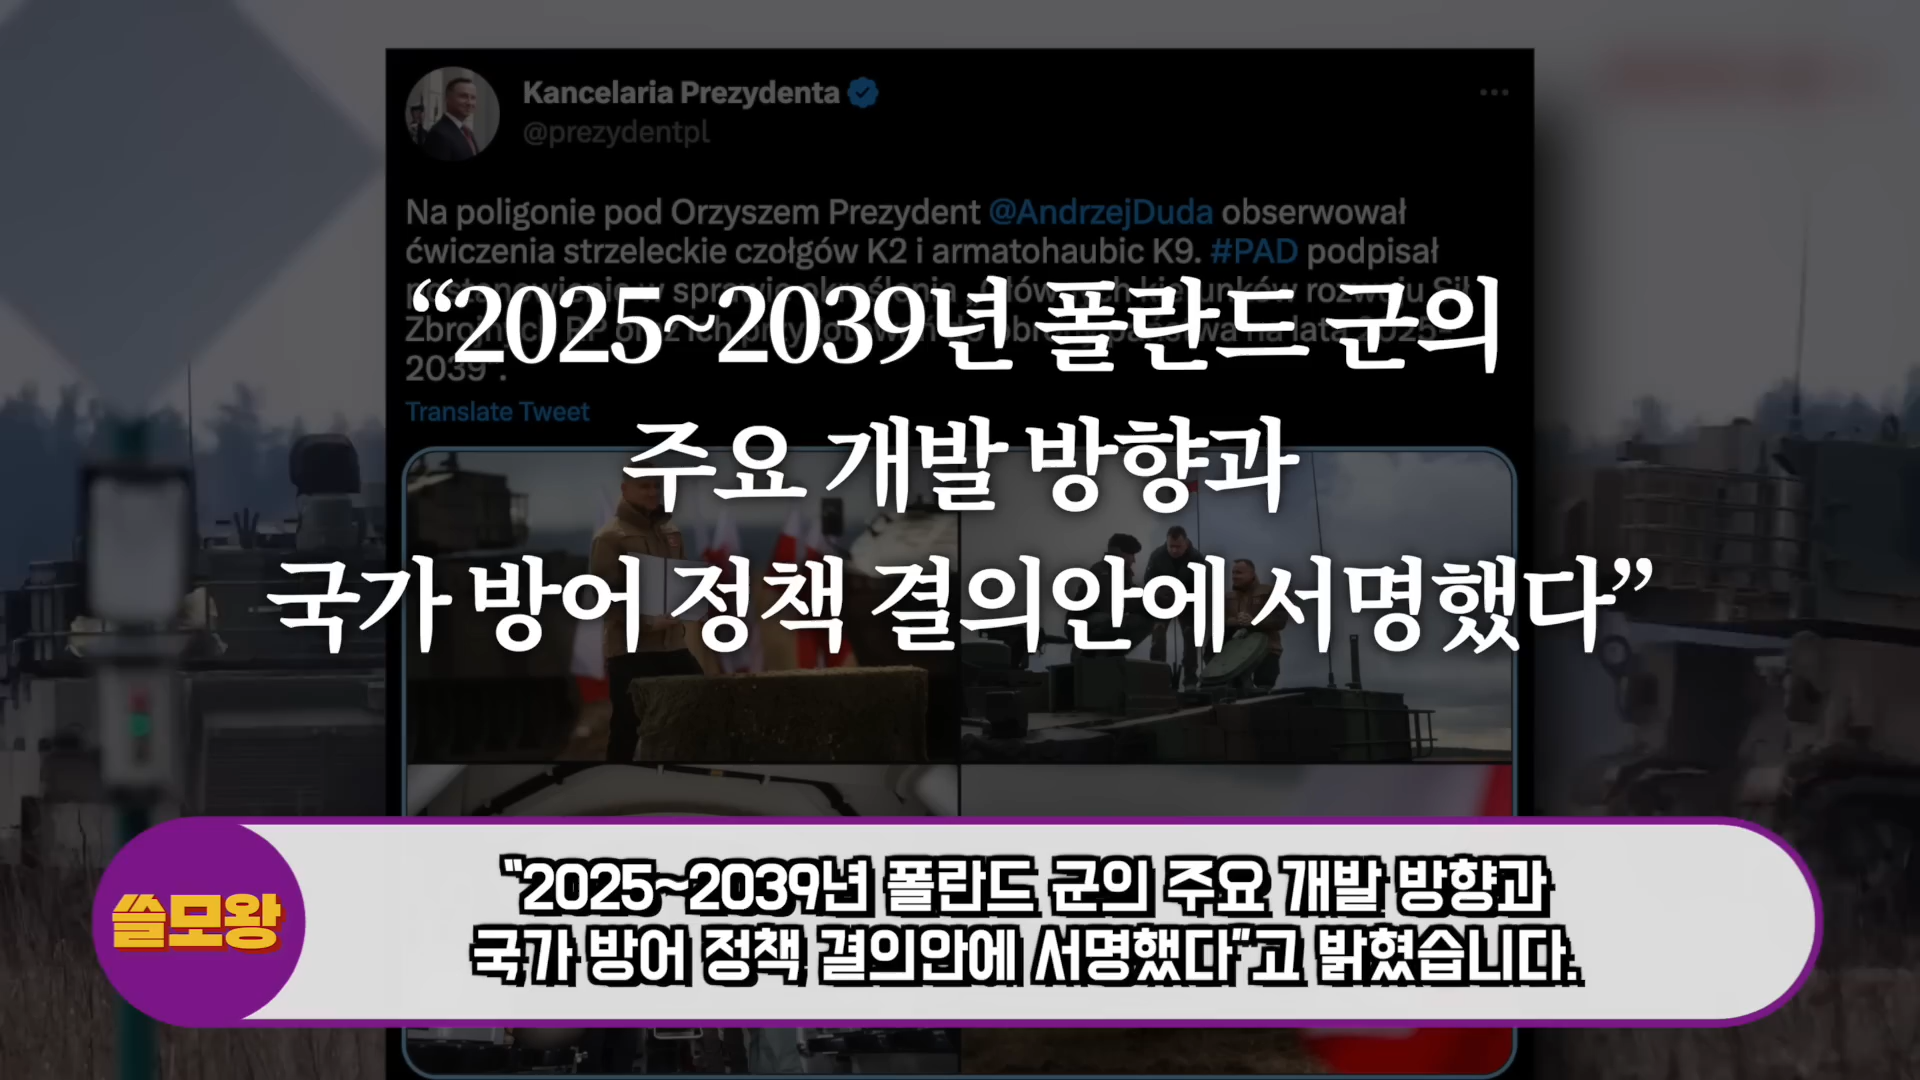 Kancelaria Prezydenta
@prezydentpl
Na poligonie pod Orzyszem Prezydent @AndrzejDuda obserwował
ćwiczenia strzeleckie czołgów K2 i armatohaubic K9. #PAD podpisał
w sprawie określenia rozwoju Sił
2039".
Translate Tweet
“2025~2039년 폴란드 군의
주요 개발 방향과
국가 방어 정책 결의안에 서명했다”
쓸모왕
"2025~2039년 폴란드 군의 주요 개발 방향과
국가 방어 정책 결의안에 서명했다"고 밝혔습니다.